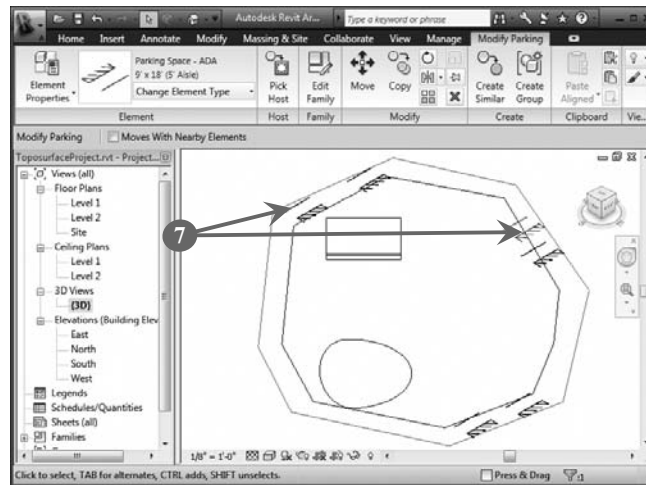 Autodesk Revit Ar...
Type a keyword or phrase
Home Insert Annotate Modify Massing & Site Collaborate View Manage Modify Parking
Element Properties
Parking Space - ADA
9' x 18' (5' Aisle)
Change Element Type
Pick Host
Edit Family
Move
Copy
Create Similar
Create Group
Paste Aligned
Element Host Family Modify Create Clipboard Vie...
Modify Parking Moves With Nearby Elements
ToposurfaceProject.rvt - Project...
Views (all)
Floor Plans
Level 1
Level 2
Site
Ceiling Plans
Level 1
Level 2
3D Views
{3D}
Elevations (Building Elev
East
North
South
West
Legends
Schedules/Quantities
Sheets (all)
Families
7
1/8" = 1'-0"
Click to select, TAB for alternates, CTRL adds, SHIFT unselects.
Press & Drag
:1